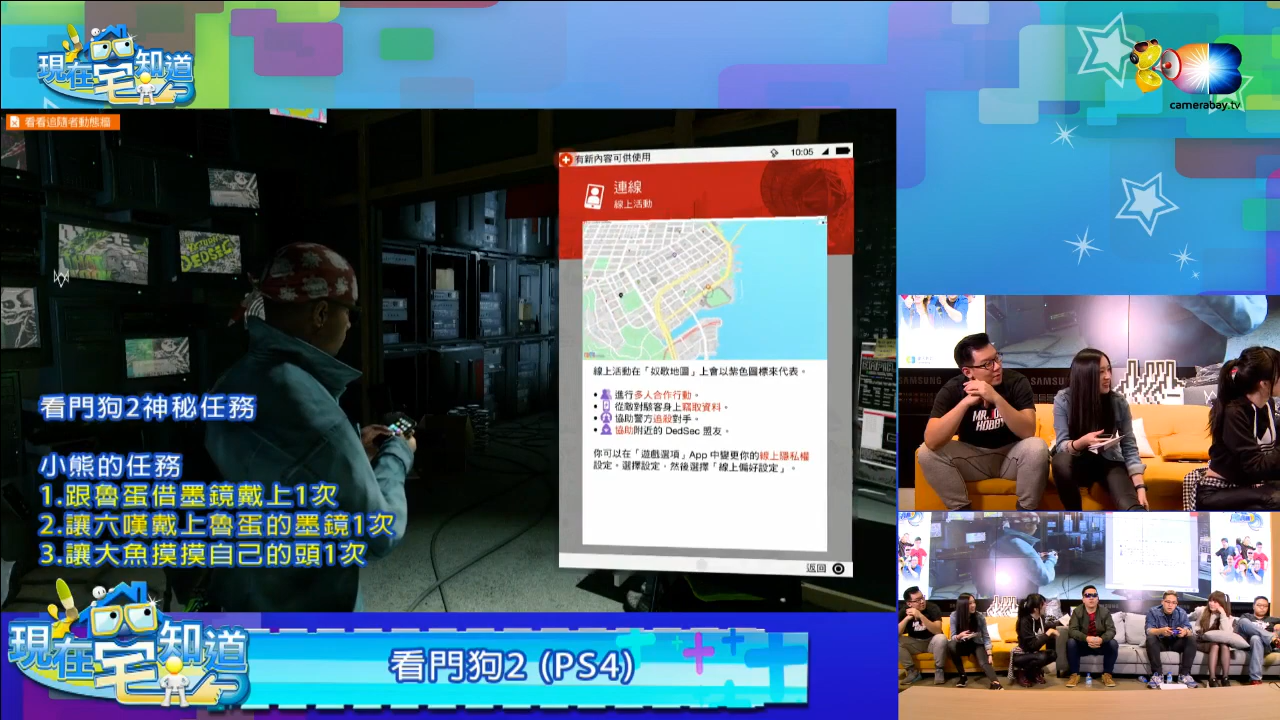 現在宅知道
camerabay.tv
看看追隨者動態牆
有新內容可供使用
10:05
連線
線上活動
DEDSEC
線上活動在「奴駭地圖」上會以紫色圖標來代表。
• 進行多人合作行動。
• 從敵對駭客身上竊取資料。
• 協助警方追殺對手。
• 協助附近的 DedSec 盟友。
你可以在「遊戲選項」App 中變更你的線上隱私權
設定。選擇設定，然後選擇「線上偏好設定」。
返回
看門狗2神秘任務
小熊的任務
1.跟魯蛋借墨鏡戴上1次
2.讓六嘆戴上魯蛋的墨鏡1次
3.讓大魚摸摸自己的頭1次
SAMSUNG
SAMSU
MR.
HOBBY
現在宅知道
看門狗2 (PS4)